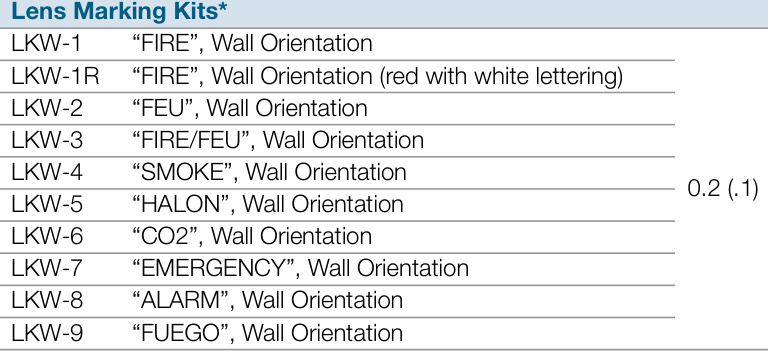 Lens Marking Kits*
LKW-1 “FIRE”, Wall Orientation
LKW-1R “FIRE”, Wall Orientation (red with white lettering)
LKW-2 “FEU”, Wall Orientation
LKW-3 “FIRE/FEU”, Wall Orientation
LKW-4 “SMOKE”, Wall Orientation
LKW-5 “HALON”, Wall Orientation
0.2 (.1)
LKW-6 “CO2”, Wall Orientation
LKW-7 “EMERGENCY”, Wall Orientation
LKW-8 “ALARM”, Wall Orientation
LKW-9 “FUEGO”, Wall Orientation